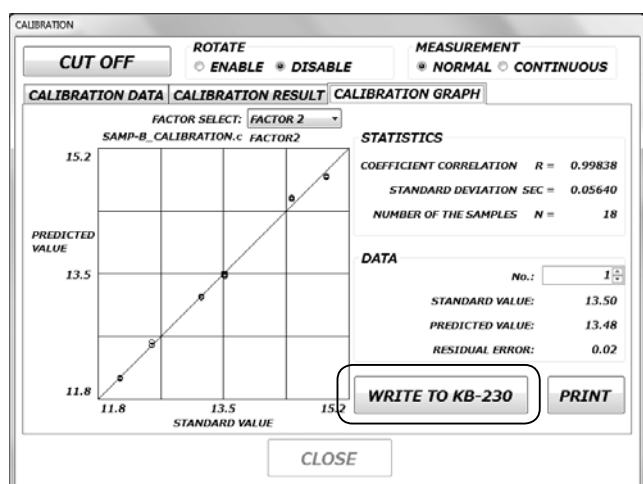 CALIBRATION
CUT OFF
ROTATE
ENABLE DISABLE
MEASUREMENT
NORMAL CONTINUOUS
CALIBRATION DATA CALIBRATION RESULT CALIBRATION GRAPH
FACTOR SELECT: FACTOR 2
SAMP-B_CALIBRATION.c FACTOR2
15.2
PREDICTED
VALUE
13.5
11.8
11.8 13.5 15.2
STANDARD VALUE
STATISTICS
COEFFICIENT CORRELATION R = 0.99838
STANDARD DEVIATION SEC = 0.05640
NUMBER OF THE SAMPLES N = 18
DATA
No.: 1
STANDARD VALUE: 13.50
PREDICTED VALUE: 13.48
RESIDUAL ERROR: 0.02
WRITE TO KB-230 PRINT
CLOSE